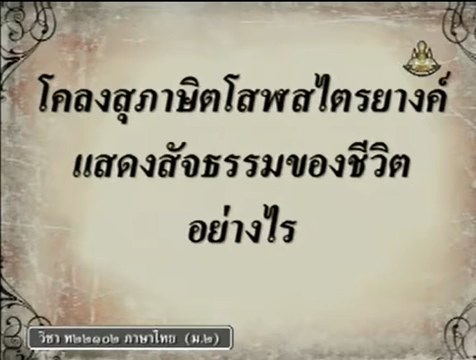 โคลงสุภาษิตโสฬสไตรยางค์
แสดงสัจธรรมของชีวิต
อย่างไร
วิชา ท๒๒๑๐๒ ภาษาไทย (ม.๒)